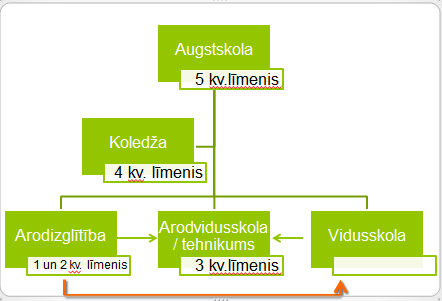 Augstskola
5 kv.līmenis
Koledža
4 kv. līmenis
Arodizglītība
1 un 2 kv. līmenis
Arodvidusskola
/ tehnikums
3 kv.līmenis
Vidusskola